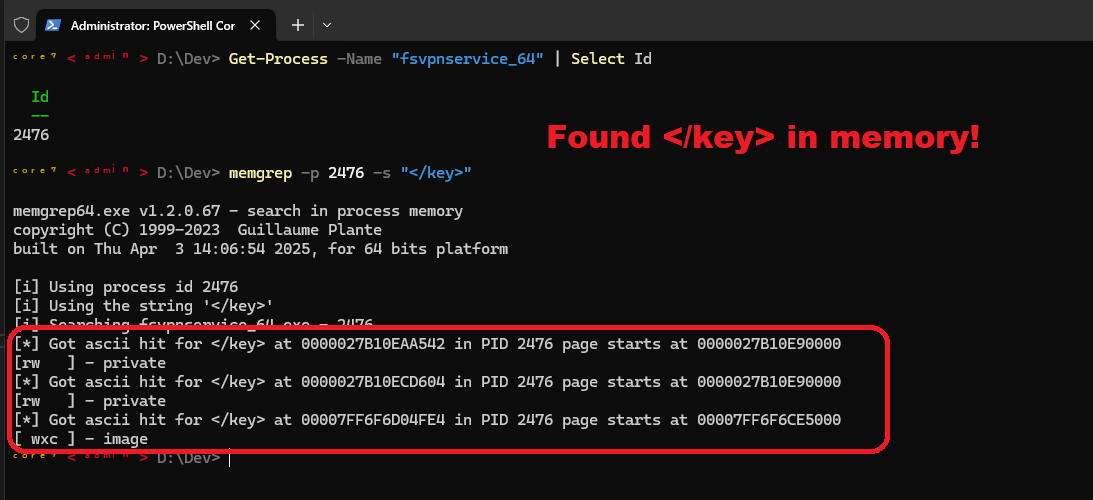 Administrator: PowerShell Cor
ᶜᵒʳᵉ⁷ < ᵃᵈᵐⁱⁿ > D:\Dev> Get-Process -Name "fsvpnservice_64" | Select Id
Id
--
2476
Found </key> in memory!
ᶜᵒʳᵉ⁷ < ᵃᵈᵐⁱⁿ > D:\Dev> memgrep -p 2476 -s "</key>"
memgrep64.exe v1.2.0.67 - search in process memory
copyright (C) 1999-2023  Guillaume Plante
built on Thu Apr  3 14:06:54 2025, for 64 bits platform
[i] Using process id 2476
[i] Using the string '</key>'
[i] Searching fsvpnservice_64.exe - 2476
[*] Got ascii hit for </key> at 0000027B10EAA542 in PID 2476 page starts at 0000027B10E90000
[rw   ] - private
[*] Got ascii hit for </key> at 0000027B10ECD604 in PID 2476 page starts at 0000027B10E90000
[rw   ] - private
[*] Got ascii hit for </key> at 00007FF6F6D04FE4 in PID 2476 page starts at 00007FF6F6CE5000
[ wxc ] - image
ᶜᵒʳᵉ⁷ < ᵃᵈᵐⁱⁿ > D:\Dev>